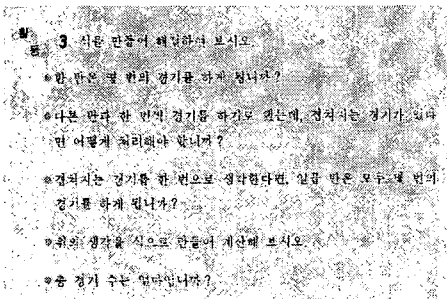 활동
3 식을 만들어 해결하여 보시오.
◉한 반은 몇 번의 경기를 하게 됩니까?
◉다른 반과 한 번씩 경기를 하기로 했는데, 겹쳐지는 경기가 있다
면 어떻게 처리해야 합니까?
◉겹쳐지는 경기를 한 번으로 생각한다면, 일곱 반은 모두 몇 번의
경기를 하게 됩니까?
◉위의 생각을 식으로 만들어 계산해 보시오.
◉총 경기 수는 얼마입니까?